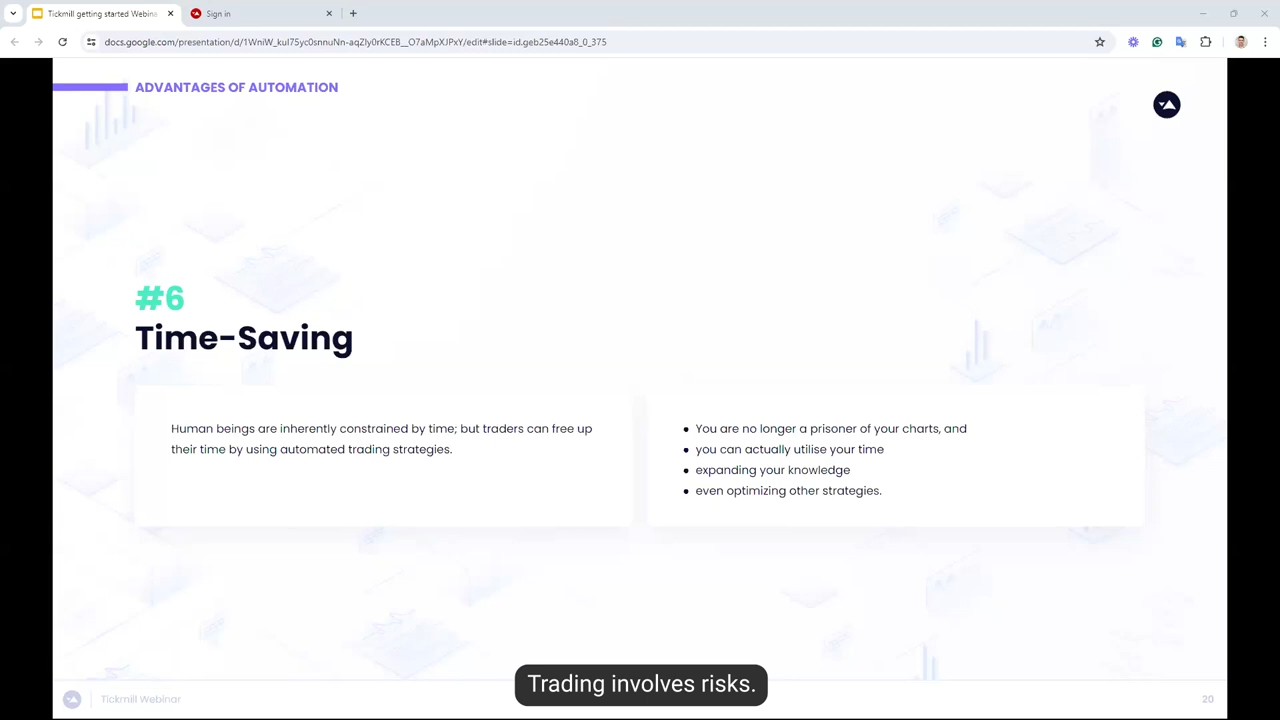 Tickmill getting started Webina
Sign in
docs.google.com/presentation/d/1WniW_kuI75yc0snnuNn-aqZly0rKCEB__O7aMpXJPxY/edit#slide=id.geb25e440a8_0_375
ADVANTAGES OF AUTOMATION
#6
Time-Saving
Human beings are inherently constrained by time; but traders can free up
their time by using automated trading strategies.
• You are no longer a prisoner of your charts, and
• you can actually utilise your time
• expanding your knowledge
• even optimizing other strategies.
Trading involves risks.
Tickmill Webinar
20